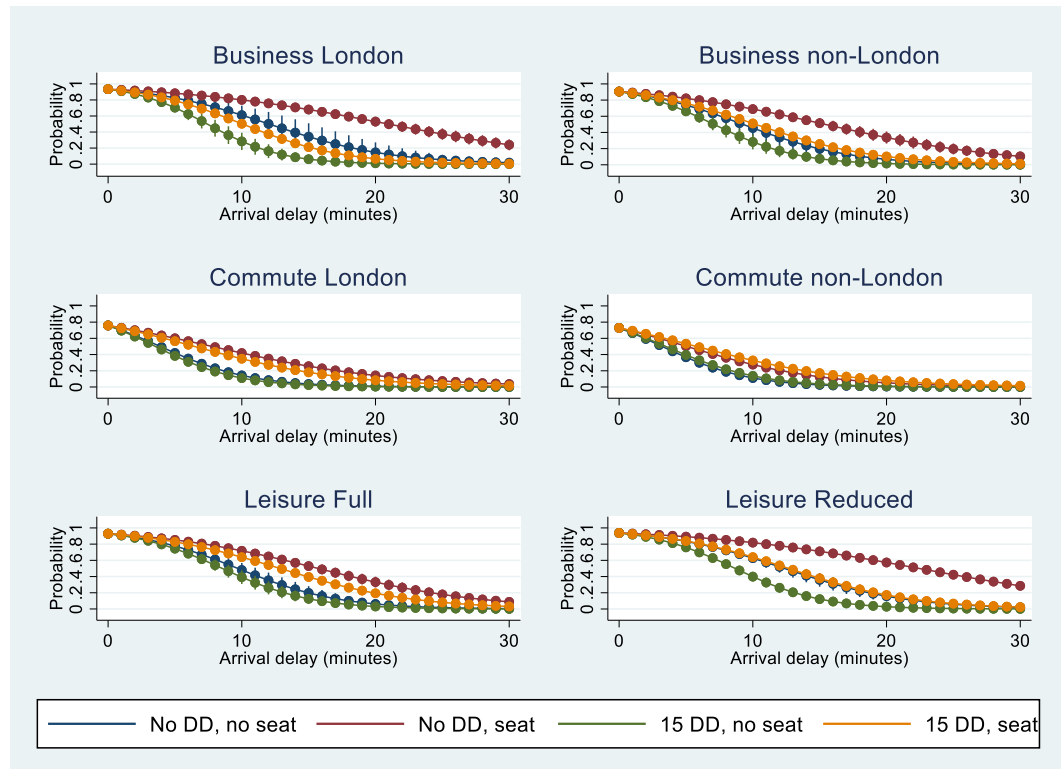 Business London
Probability
0 .2 .4 .6 .8 1
0 10 20 30
Arrival delay (minutes)
Business non-London
Probability
0 .2 .4 .6 .8 1
0 10 20 30
Arrival delay (minutes)
Commute London
Probability
0 .2 .4 .6 .8 1
0 10 20 30
Arrival delay (minutes)
Commute non-London
Probability
0 .2 .4 .6 .8 1
0 10 20 30
Arrival delay (minutes)
Leisure Full
Probability
0 .2 .4 .6 .8 1
0 10 20 30
Arrival delay (minutes)
Leisure Reduced
Probability
0 .2 .4 .6 .8 1
0 10 20 30
Arrival delay (minutes)
No DD, no seat No DD, seat 15 DD, no seat 15 DD, seat